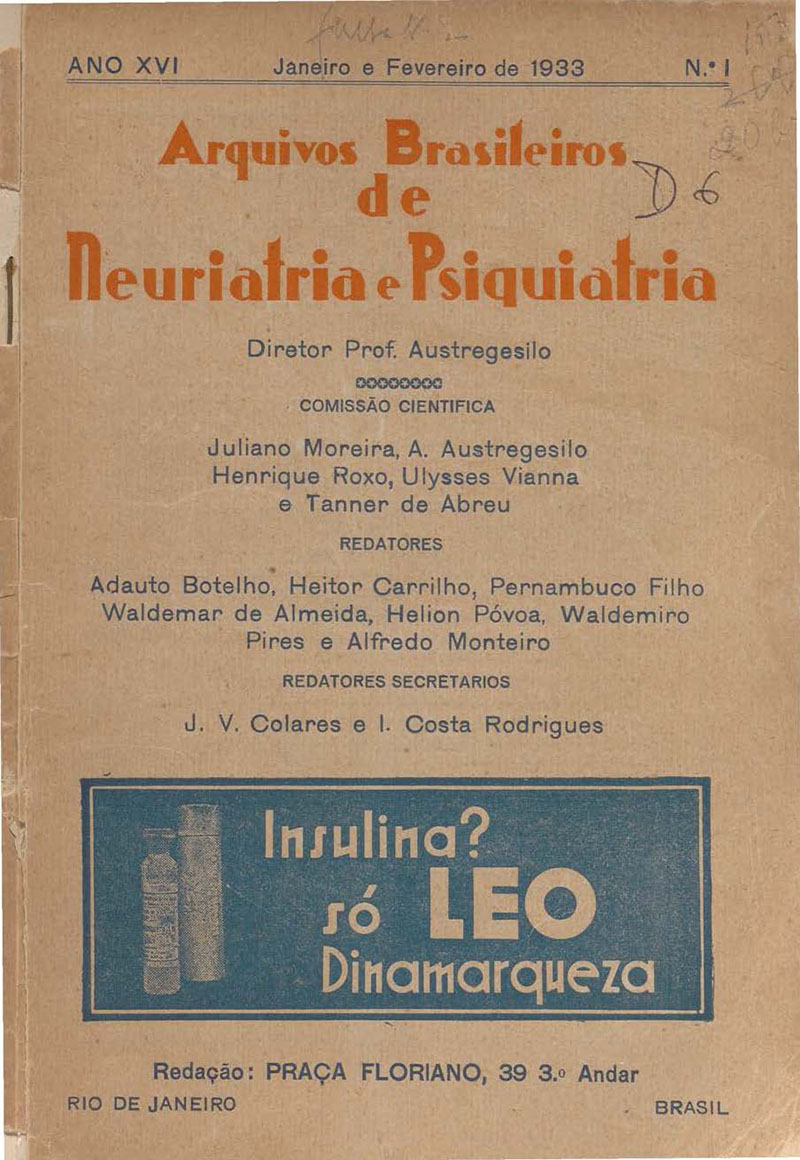 ANO XVI Janeiro e Fevereiro de 1933 N.º I
Arquivos Brasileiros
de
Neuriatria e Psiquiatria
D 6
Diretor Prof. Austregesilo
COMISSÃO CIENTIFICA
Juliano Moreira, A. Austregesilo
Henrique Roxo, Ulysses Vianna
e Tanner de Abreu
REDATORES
Adauto Botelho, Heitor Carrilho, Pernambuco Filho
Waldemar de Almeida, Helion Póvoa, Waldemiro
Pires e Alfredo Monteiro
REDATORES SECRETARIOS
J. V. Colares e I. Costa Rodrigues
Insulina?
só LEO
Dinamarqueza
Redação: PRAÇA FLORIANO, 39 3.º Andar
RIO DE JANEIRO BRASIL